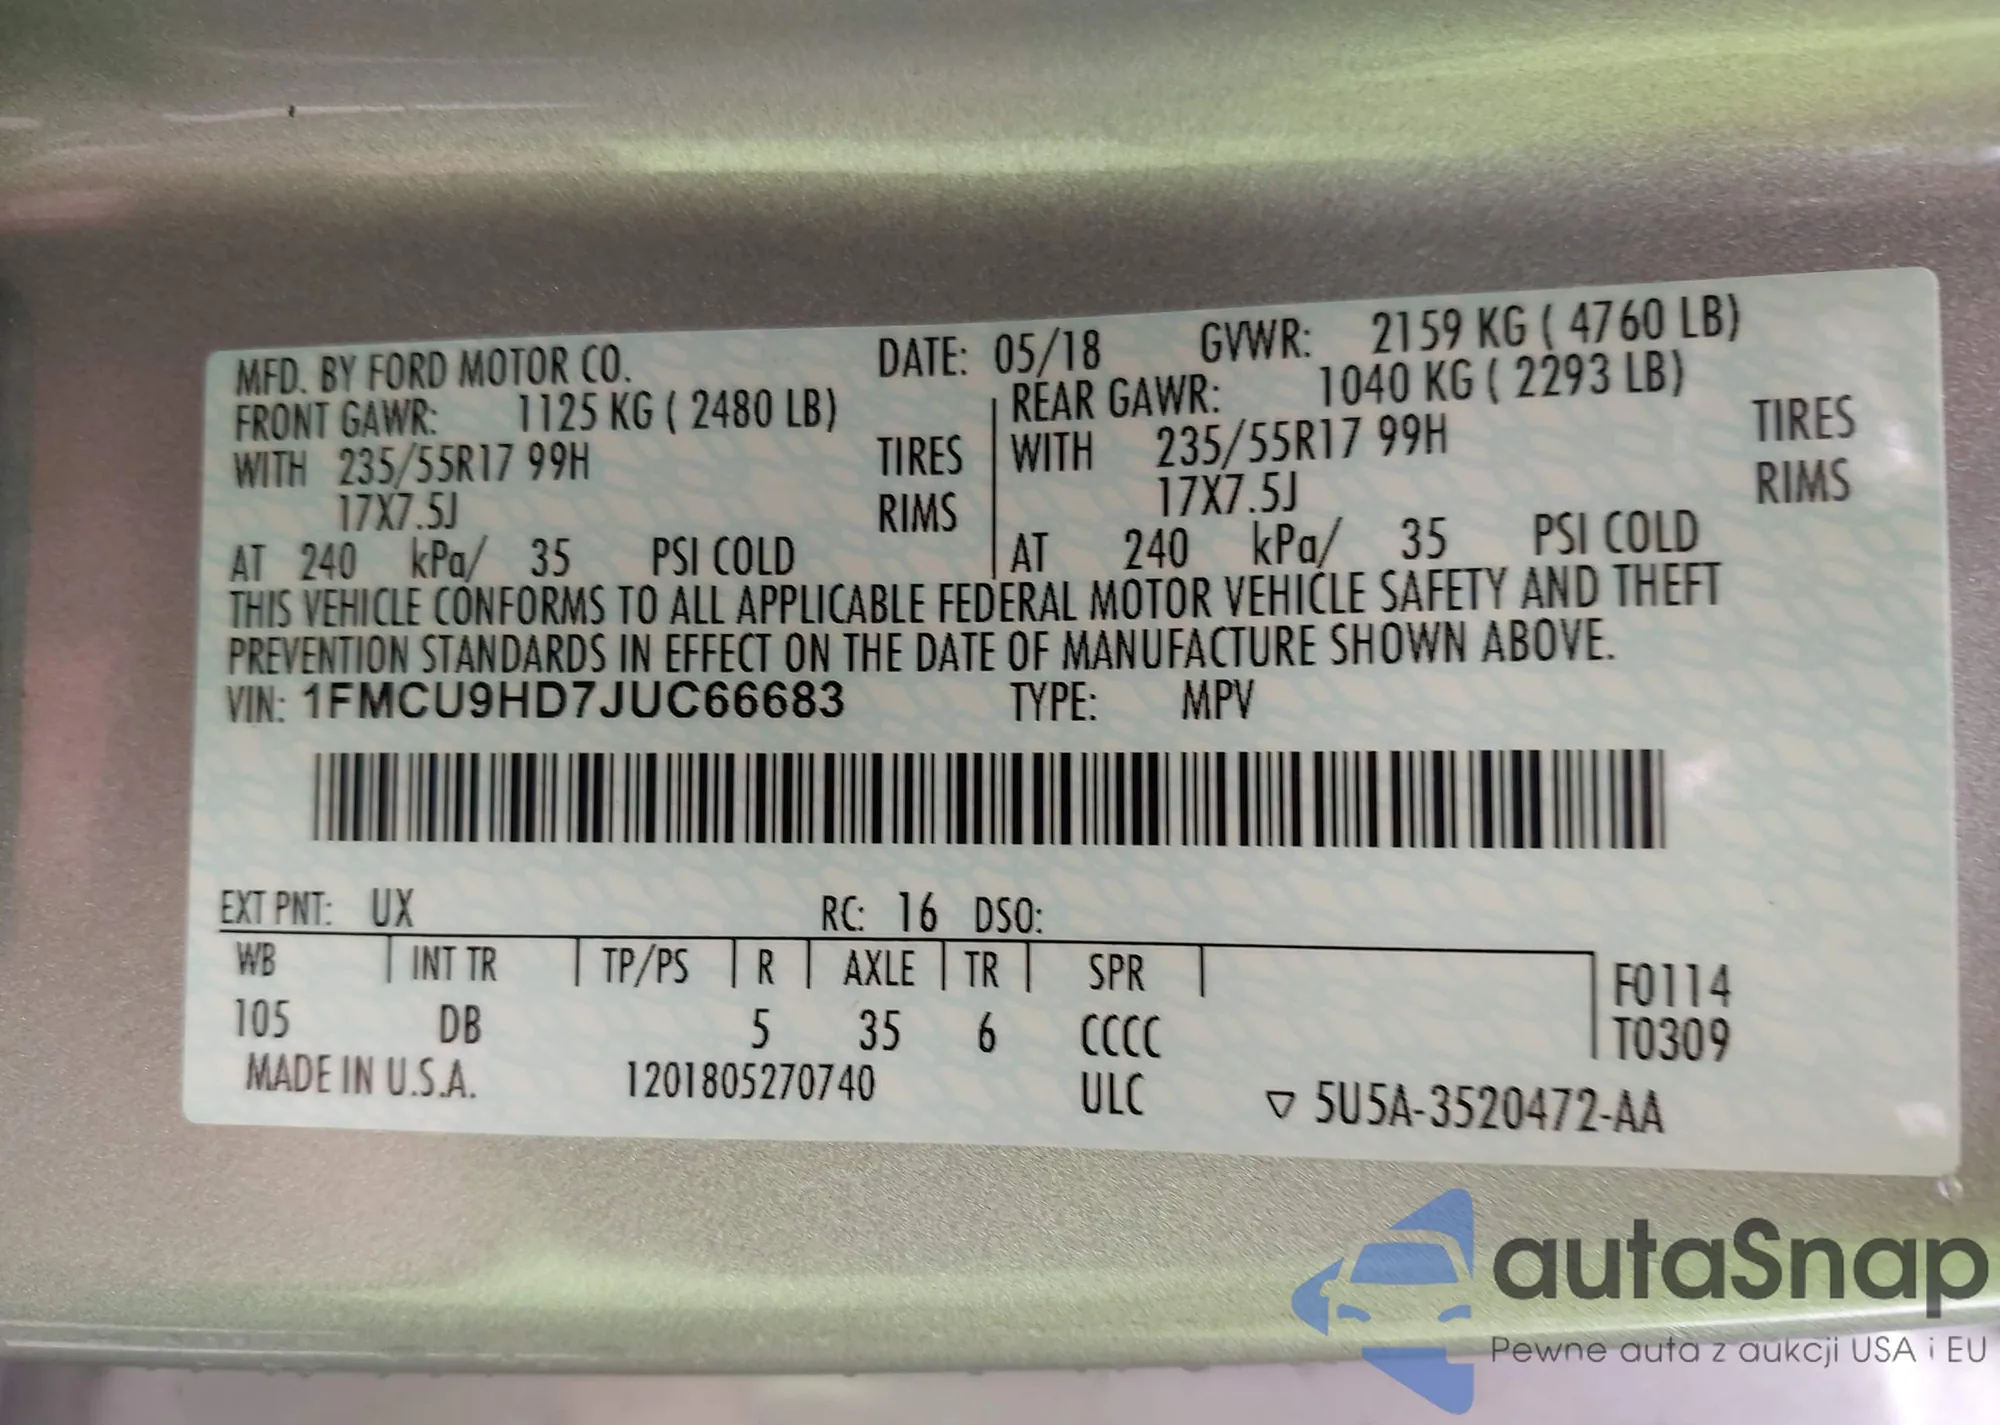 MFD. BY FORD MOTOR CO. DATE: 05/18 GVWR: 2159 KG ( 4760 LB)
FRONT GAWR: 1125 KG ( 2480 LB) REAR GAWR: 1040 KG ( 2293 LB)
WITH 235/55R17 99H TIRES WITH 235/55R17 99H TIRES
17X7.5J RIMS 17X7.5J RIMS
AT 240 kPa/ 35 PSI COLD AT 240 kPa/ 35 PSI COLD
THIS VEHICLE CONFORMS TO ALL APPLICABLE FEDERAL MOTOR VEHICLE SAFETY AND THEFT
PREVENTION STANDARDS IN EFFECT ON THE DATE OF MANUFACTURE SHOWN ABOVE.
VIN: 1FMCU9HD7JUC66683 TYPE: MPV
EXT PNT: UX RC: 16 DSO:
WB INT TR TP/PS R AXLE TR SPR F0114
105 DB 5 35 6 CCCC T0309
MADE IN U.S.A. 1201805270740 ULC ▽ 5U5A-3520472-AA
autaSnap
Pewne auta z aukcji USA i EU